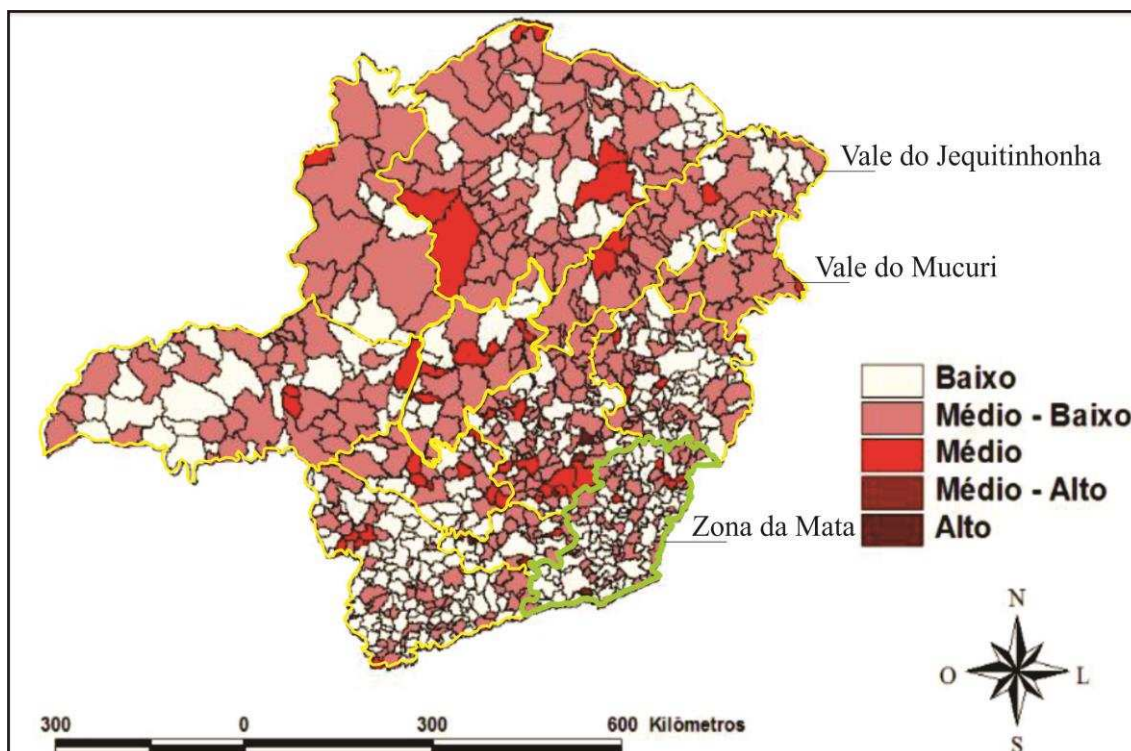 Vale do Jequitinhonha
Vale do Mucuri
Zona da Mata
Baixo
Médio - Baixo
Médio
Médio - Alto
Alto
N
O L
S
300 0 300 600 Kilômetros